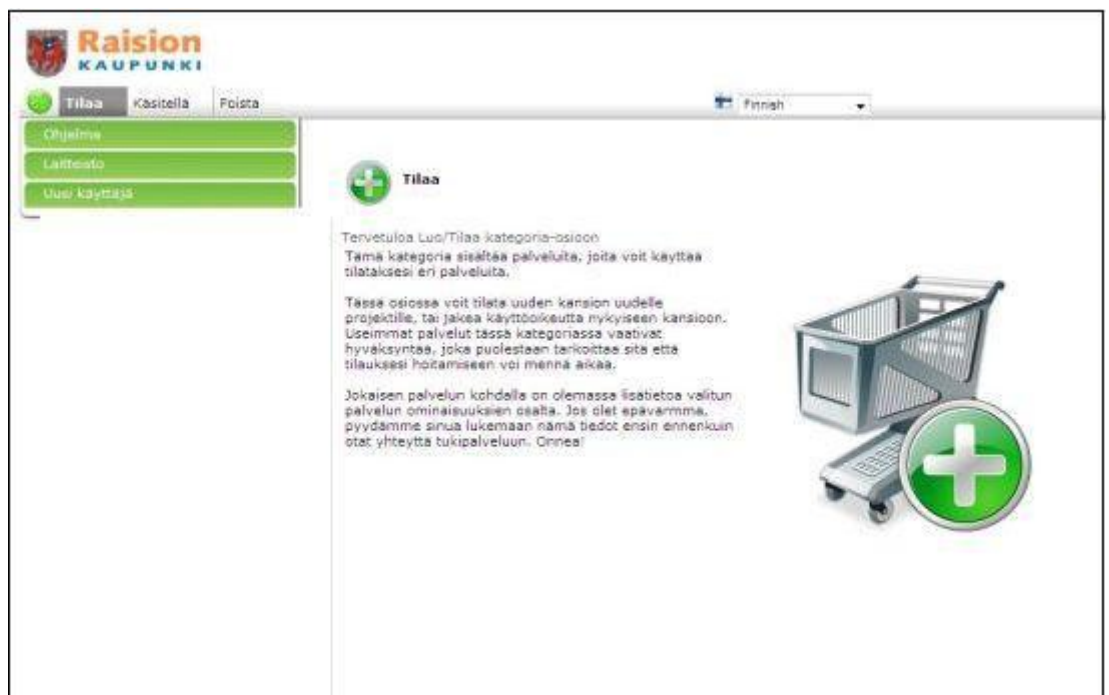 Raision
KAUPUNKI
Tilaa Käsitellä Poista
Finnish
Ohjelma
Laitteisto
Uusi käyttäjä
Tilaa
Tervetuloa Luo/Tilaa kategoria-osioon
Tämä kategoria sisältää palveluita, joita voit käyttää
tilataksesi eri palveluita.
Tässä osiossa voit tilata uuden kansion uudelle
projektille, tai jakea käyttöoikeutta nykyiseen kansioon.
Useimmat palvelut tässä kategoriassa vaativat
hyväksyntää, joka puolestaan tarkoittaa sitä että
tilauksesi hoitamiseen voi mennä aikaa.
Jokaisen palvelun kohdalla on olemassa lisätietoa valitun
palvelun ominaisuuksien osalta. Jos olet epävarmma,
pyydämme sinua lukemaan nämä tiedot ensin ennenkuin
otat yhteyttä tukipalveluun. Onnea!